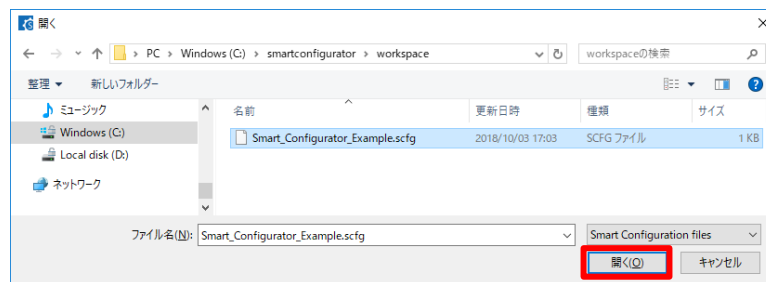 開く
PC > Windows (C:) > smartconfigurator > workspace
workspaceの検索
整理 新しいフォルダー
名前 更新日時 種類 サイズ
ミュージック
Windows (C:)
Local disk (D:)
ネットワーク
Smart_Configurator_Example.scfg 2018/10/03 17:03 SCFG ファイル 1 KB
ファイル名(N): Smart_Configurator_Example.scfg
Smart Configuration files
開く(O) キャンセル